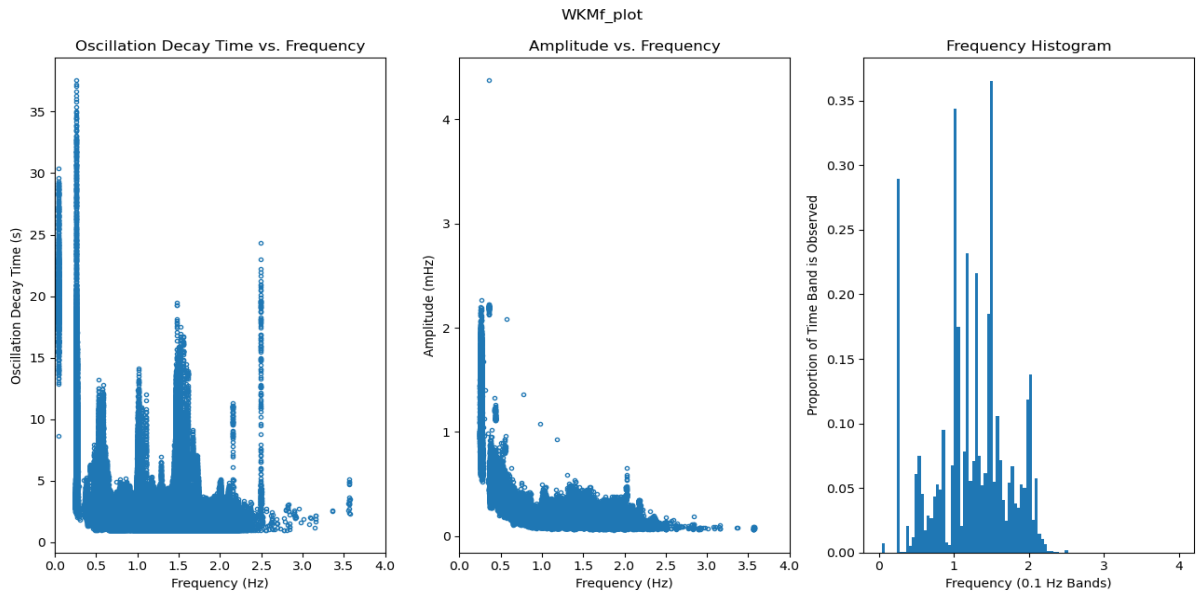 WKMf_plot
Oscillation Decay Time vs. Frequency
Amplitude vs. Frequency
Frequency Histogram
Oscillation Decay Time (s)
35
30
25
20
15
10
5
0
0.0 0.5 1.0 1.5 2.0 2.5 3.0 3.5 4.0
Frequency (Hz)
Amplitude (mHz)
4
3
2
1
0
0.0 0.5 1.0 1.5 2.0 2.5 3.0 3.5 4.0
Frequency (Hz)
Proportion of Time Band is Observed
0.35
0.30
0.25
0.20
0.15
0.10
0.05
0.00
0 1 2 3 4
Frequency (0.1 Hz Bands)